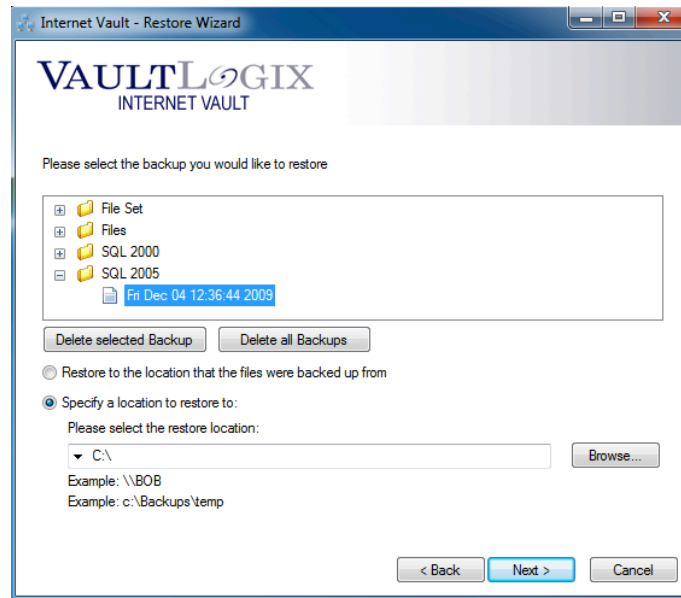 Internet Vault - Restore Wizard
VAULTLOGIX
INTERNET VAULT
Please select the backup you would like to restore
File Set
Files
SQL 2000
SQL 2005
Fri Dec 04 12:36:44 2009
Delete selected Backup Delete all Backups
Restore to the location that the files were backed up from
Specify a location to restore to:
Please select the restore location:
C:\ Browse...
Example: \\BOB
Example: c:\Backups\temp
< Back Next > Cancel